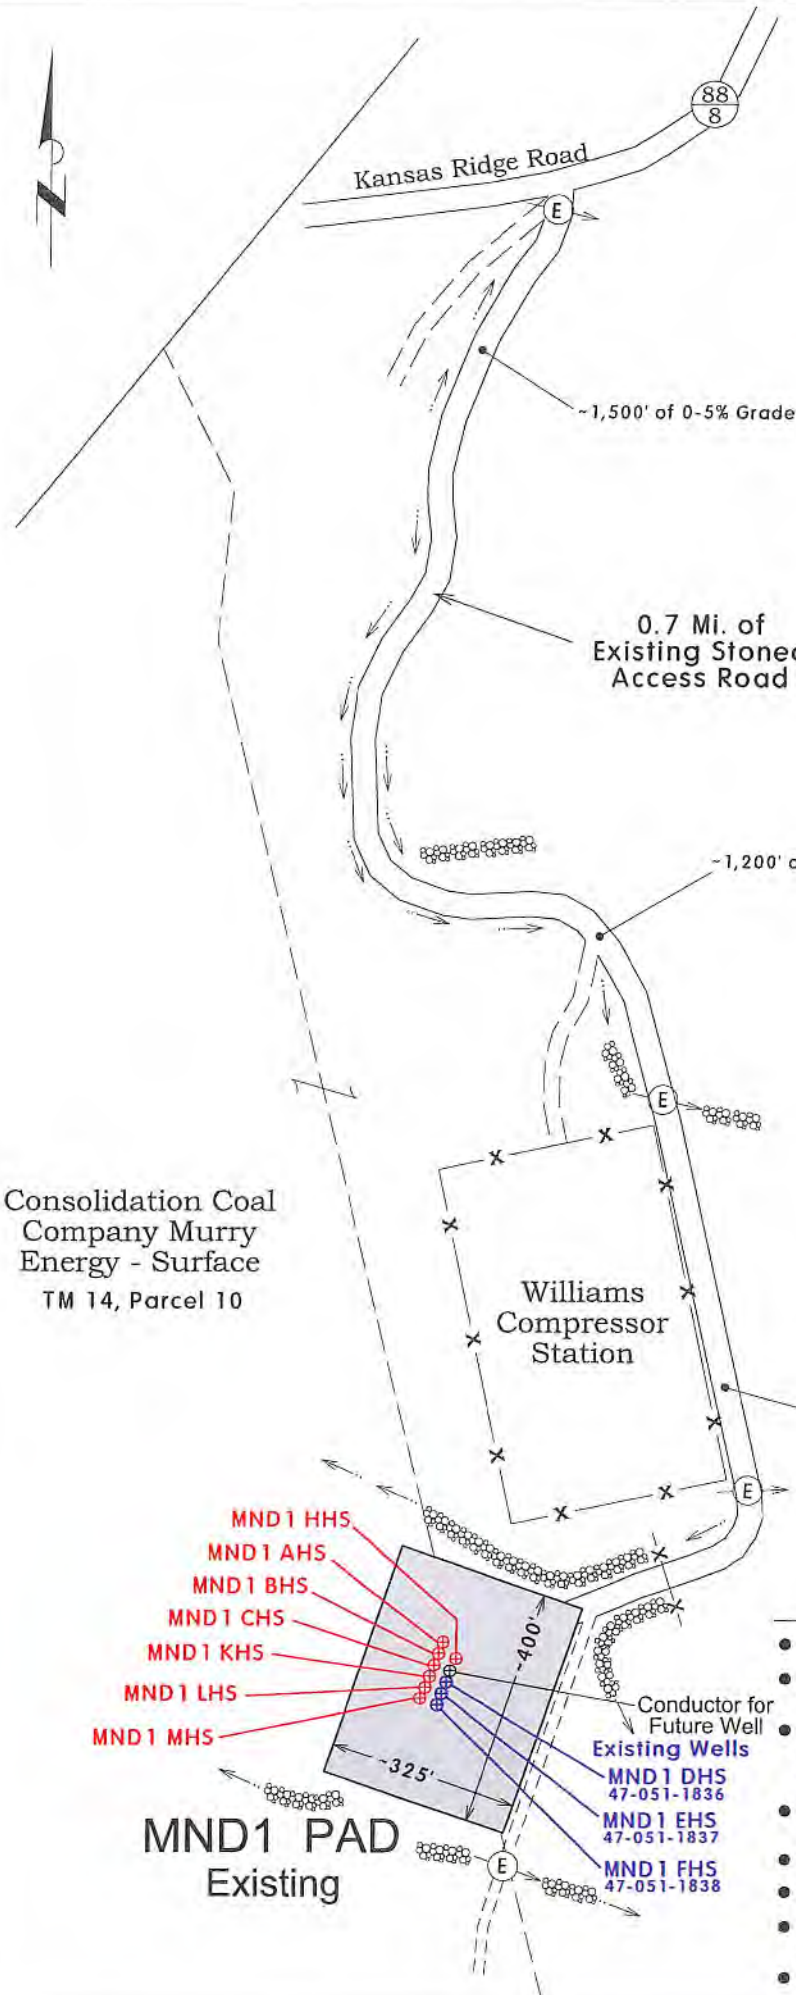 88
8
Kansas Ridge Road
E
~1,500' of 0-5% Grade
0.7 Mi. of
Existing Stoned
Access Road
~1,200' o
E
Consolidation Coal
Company Murry
Energy - Surface
TM 14, Parcel 10
Williams
Compressor
Station
E
MND1 HHS
MND1 AHS
MND1 BHS
MND1 CHS
MND1 KHS
MND1 LHS
MND1 MHS
~400'
~325'
Conductor for
Future Well
Existing Wells
MND1 DHS
47-051-1836
MND1 EHS
47-051-1837
MND1 FHS
47-051-1838
MND1 PAD
Existing
E